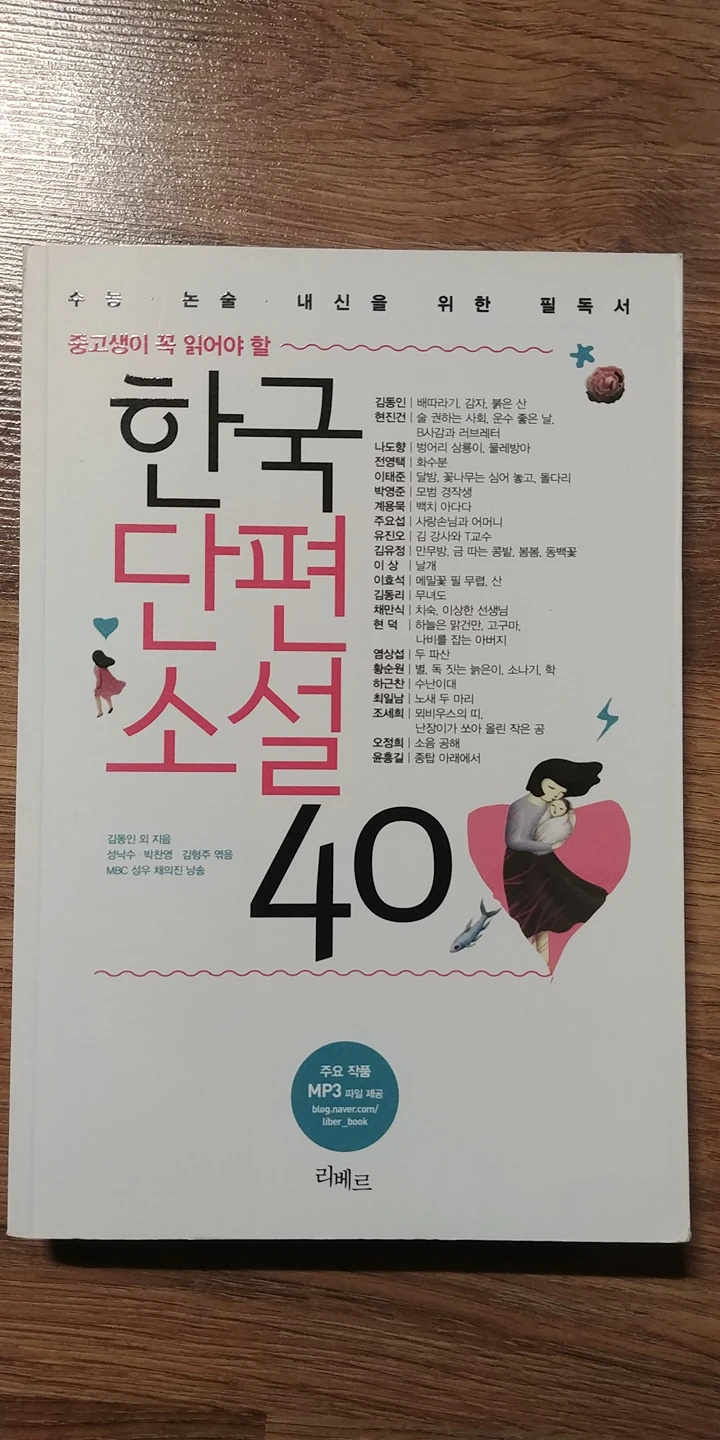 수능·논술·내신을 위한 필독서
중고생이 꼭 읽어야 할
한국
단편
소설
40
김동인 | 배따라기, 감자, 붉은 산
현진건 | 술 권하는 사회, 운수 좋은 날,
B사감과 러브레터
나도향 | 벙어리 삼룡이, 물레방아
전영택 | 화수분
이태준 | 달밤, 꽃나무는 심어 놓고, 돌다리
박영준 | 모범 경작생
계용묵 | 백치 아다다
주요섭 | 사랑손님과 어머니
유진오 | 김 강사와 T교수
김유정 | 만무방, 금 따는 콩밭, 봄봄, 동백꽃
이 상 | 날개
이효석 | 메밀꽃 필 무렵, 산
김동리 | 무녀도
채만식 | 치숙, 이상한 선생님
현 덕 | 하늘은 맑건만, 고구마,
나비를 잡는 아버지
염상섭 | 두 파산
황순원 | 별, 독 짓는 늙은이, 소나기, 학
하근찬 | 수난이대
최일남 | 노새 두 마리
조세희 | 뫼비우스의 띠,
난장이가 쏘아 올린 작은 공
오정희 | 소음 공해
윤흥길 | 종탑 아래에서
김동인 외 지음
성낙수·박찬영·김형주 엮음
MBC 성우 채의진 낭송
주요 작품
MP3 파일 제공
blog.naver.com/
liber_book
리베르